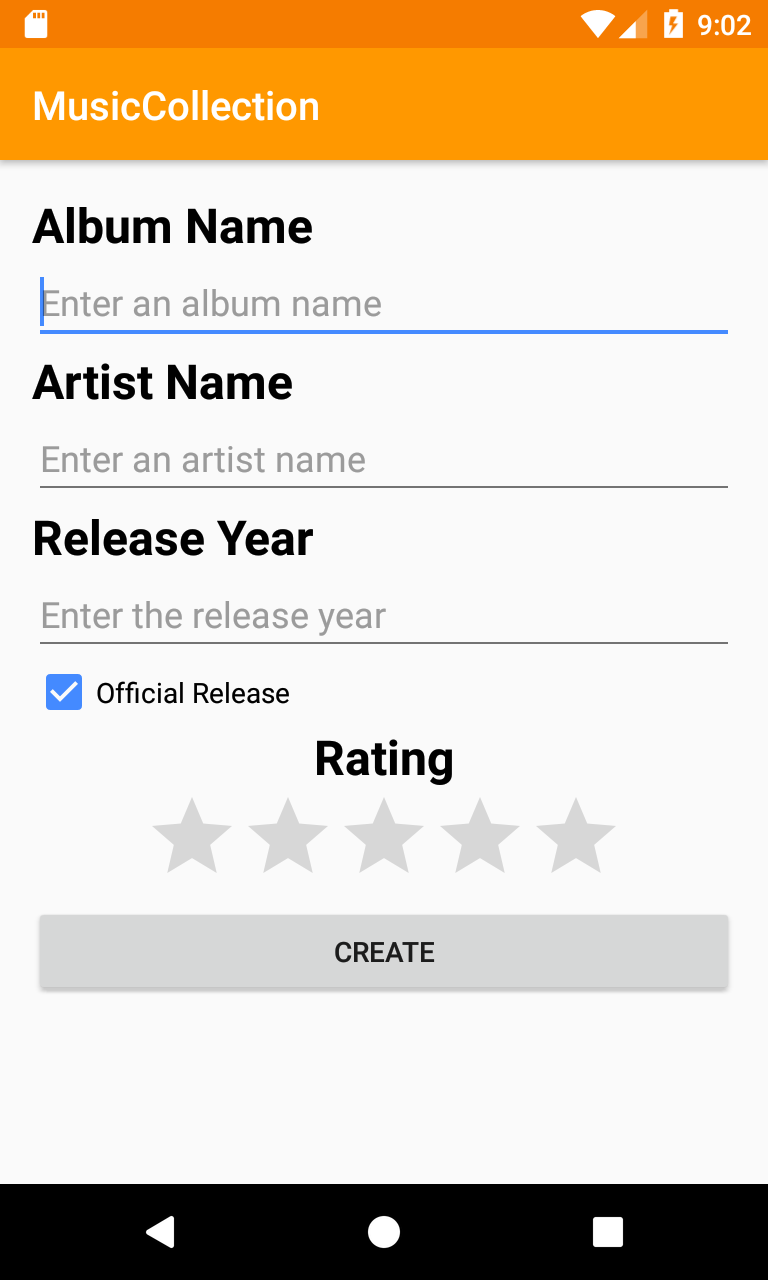 9:02
MusicCollection
Album Name
Enter an album name
Artist Name
Enter an artist name
Release Year
Enter the release year
Official Release
Rating
CREATE